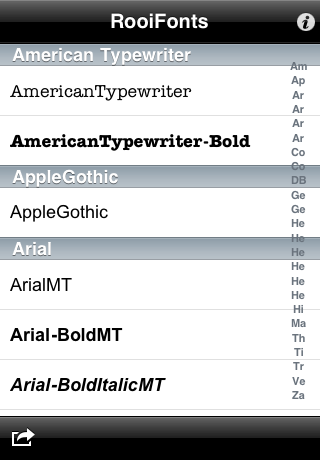 RooiFonts
American Typewriter
AmericanTypewriter
AmericanTypewriter-Bold
AppleGothic
AppleGothic
Arial
ArialMT
Arial-BoldMT
Arial-BoldItalicMT
Am
Ap
Ar
Ar
Ar
Ar
Co
Co
DB
Ge
Ge
He
He
He
He
He
He
Hi
Ma
Th
Ti
Tr
Ve
Za